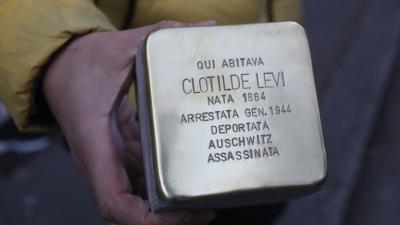 QUI ABITAVA
CLOTILDE LEVI
NATA 1864
ARRESTATA GEN. 1944
DEPORTATA
AUSCHWITZ
ASSASSINATA